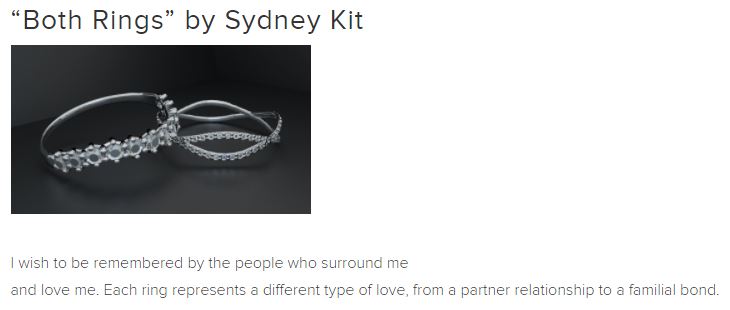 “Both Rings” by Sydney Kit
I wish to be remembered by the people who surround me
and love me. Each ring represents a different type of love, from a partner relationship to a familial bond.